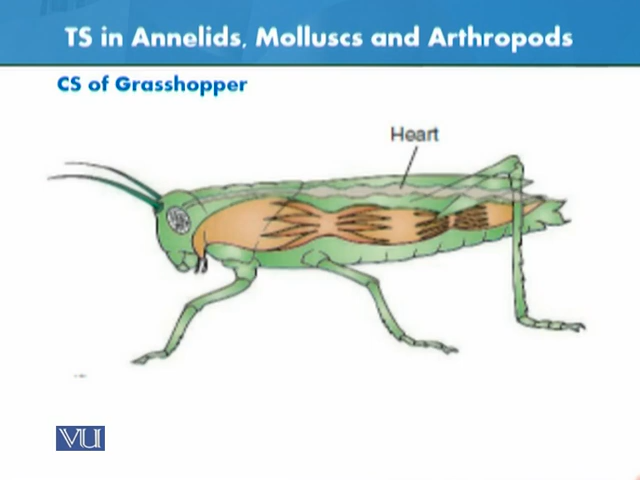 TS in Annelids, Molluscs and Arthropods
CS of Grasshopper
Heart
VU